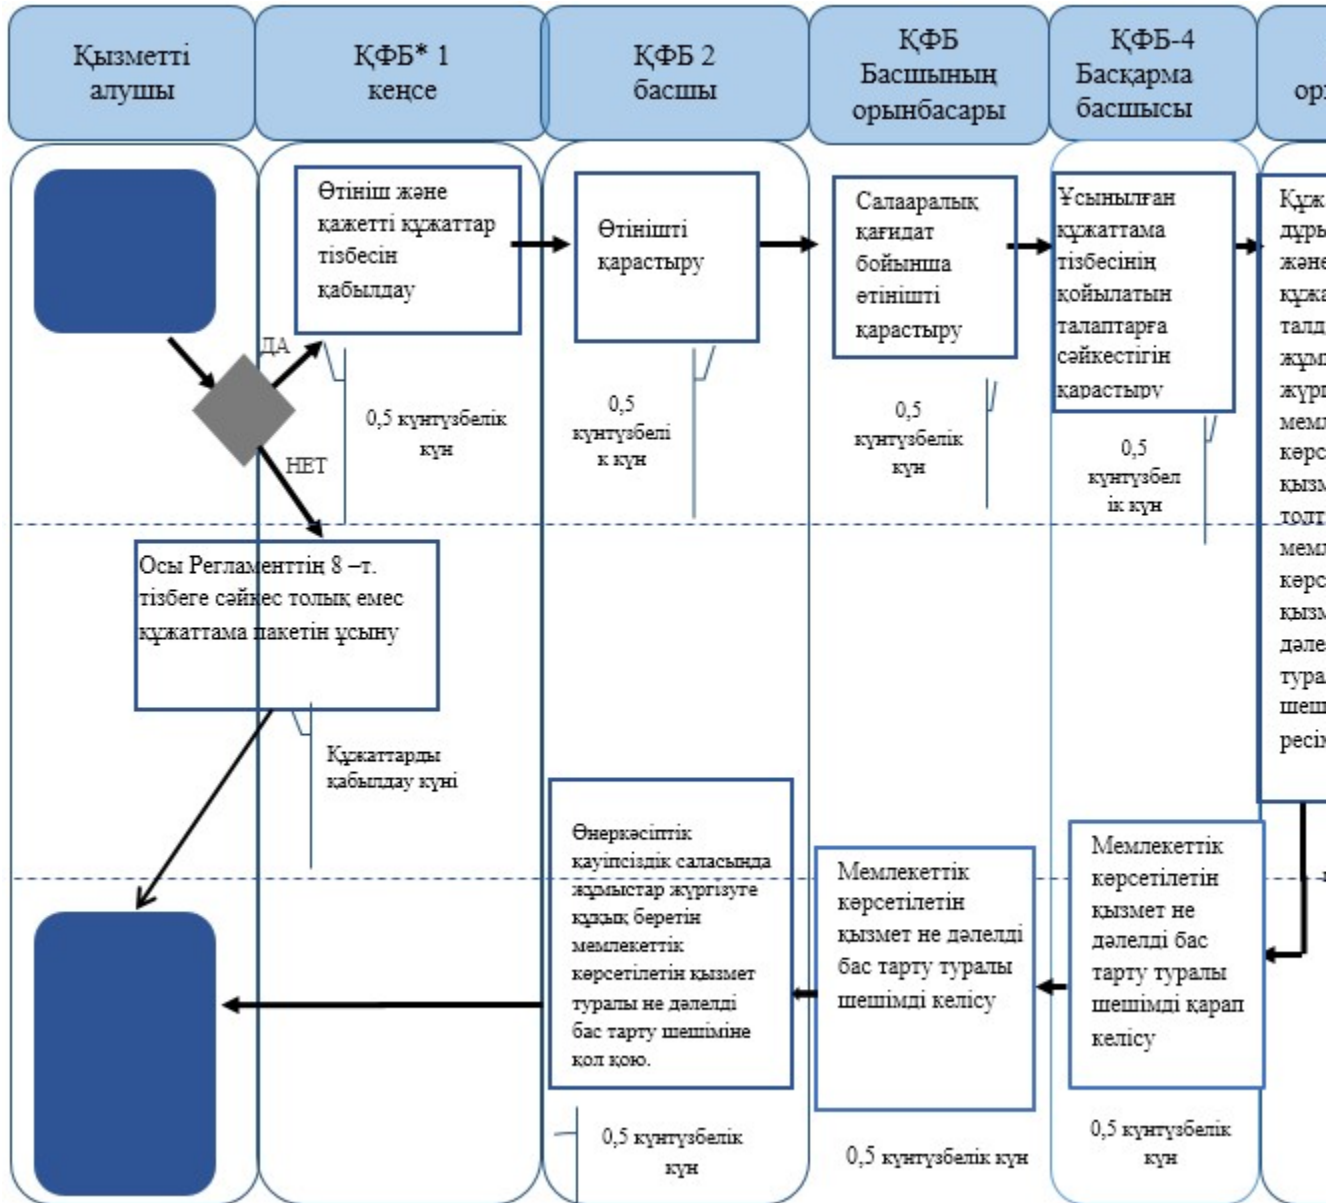 Қызметті
алушы
ҚФБ* 1
кеңсе
ҚФБ 2
басшы
ҚФБ
Басшының
орынбасары
ҚФБ-4
Басқарма
басшысы
Өтініш және
қажетті құжаттар
тізбесін
қабылдау
Өтінішті
қарастыру
Салааралық
қағидат
бойынша
өтінішті
қарастыру
Ұсынылған
құжаттама
тізбесінің
қойылатын
талаптарға
сәйкестігін
қарастыру
ДА
НЕТ
0,5 күнтүзбелік
күн
0,5
күнтүзбелі
к күн
0,5
күнтүзбелік
күн
0,5
күнтүзбел
ік күн
Осы Регламенттің 8 –т.
тізбеге сәйкес толық емес
құжаттама пакетін ұсыну
Құжаттарды
қабылдау күні
Өнеркәсіптік
қауіпсіздік саласында
жұмыстар жүргізуге
құқық беретін
мемлекеттік
көрсетілетін қызмет
туралы не дәлелді
бас тарту шешіміне
қол қою.
Мемлекеттік
көрсетілетін
қызмет не дәлелді
бас тарту туралы
шешімді келісу
Мемлекеттік
көрсетілетін
қызмет не
дәлелді бас
тарту туралы
шешімді қарап
келісу
0,5 күнтүзбелік
күн
0,5 күнтүзбелік күн
0,5 күнтүзбелік
күн